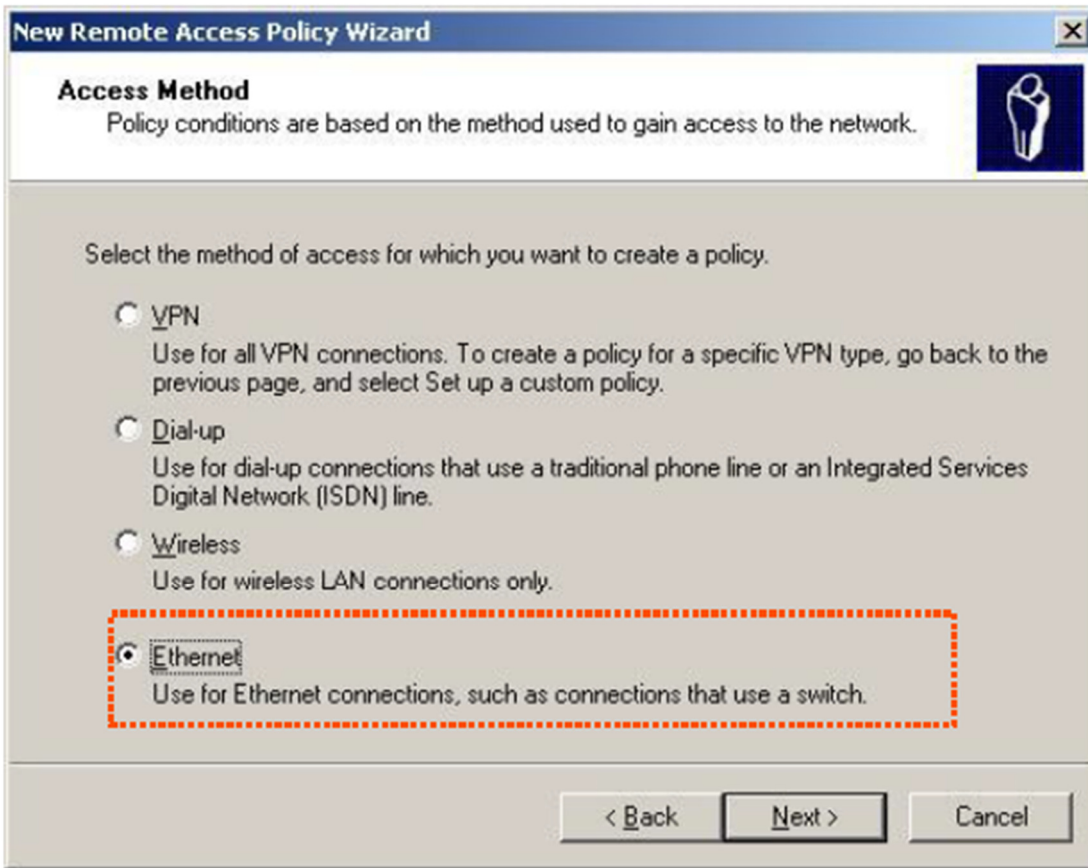 New Remote Access Policy Wizard
Access Method
Policy conditions are based on the method used to gain access to the network.
Select the method of access for which you want to create a policy.
VPN
Use for all VPN connections. To create a policy for a specific VPN type, go back to the
previous page, and select Set up a custom policy.
Dial-up
Use for dial-up connections that use a traditional phone line or an Integrated Services
Digital Network (ISDN) line.
Wireless
Use for wireless LAN connections only.
Ethernet
Use for Ethernet connections, such as connections that use a switch.
< Back
Next >
Cancel